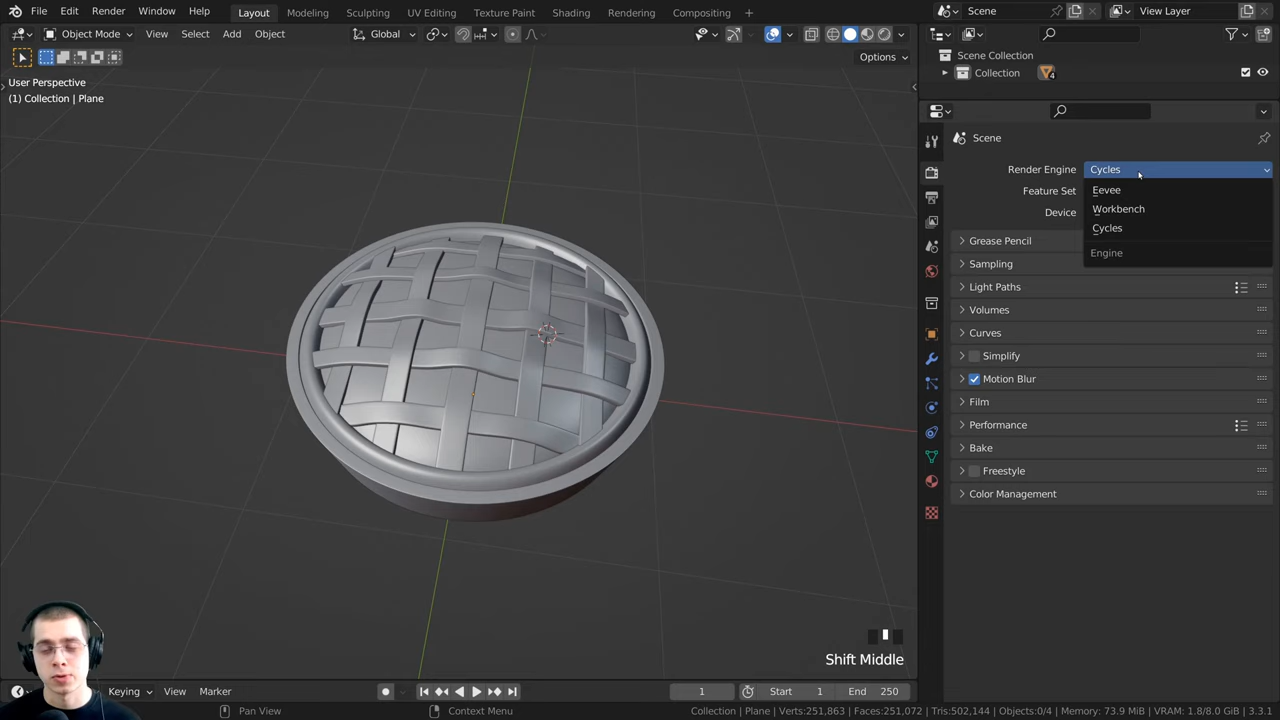 File Edit Render Window Help Layout Modeling Sculpting UV Editing Texture Paint Shading Rendering Compositing + Scene View Layer
Object Mode View Select Add Object Global
Options
User Perspective
(1) Collection | Plane
Scene Collection
Collection 4
Scene
Render Engine Cycles
Feature Set Eevee
Workbench
Device
Cycles
Grease Pencil
Engine
Sampling
Light Paths
Volumes
Curves
Simplify
Motion Blur
Film
Performance
Bake
Freestyle
Color Management
Shift Middle
Keying View Marker 1 Start 1 End 250
Pan View Context Menu Collection | Plane | Verts:251,863 | Faces:251,072 | Tris:502,144 | Objects:0/4 | Memory: 73.9 MiB | VRAM: 1.8/8.0 GiB | 3.3.1